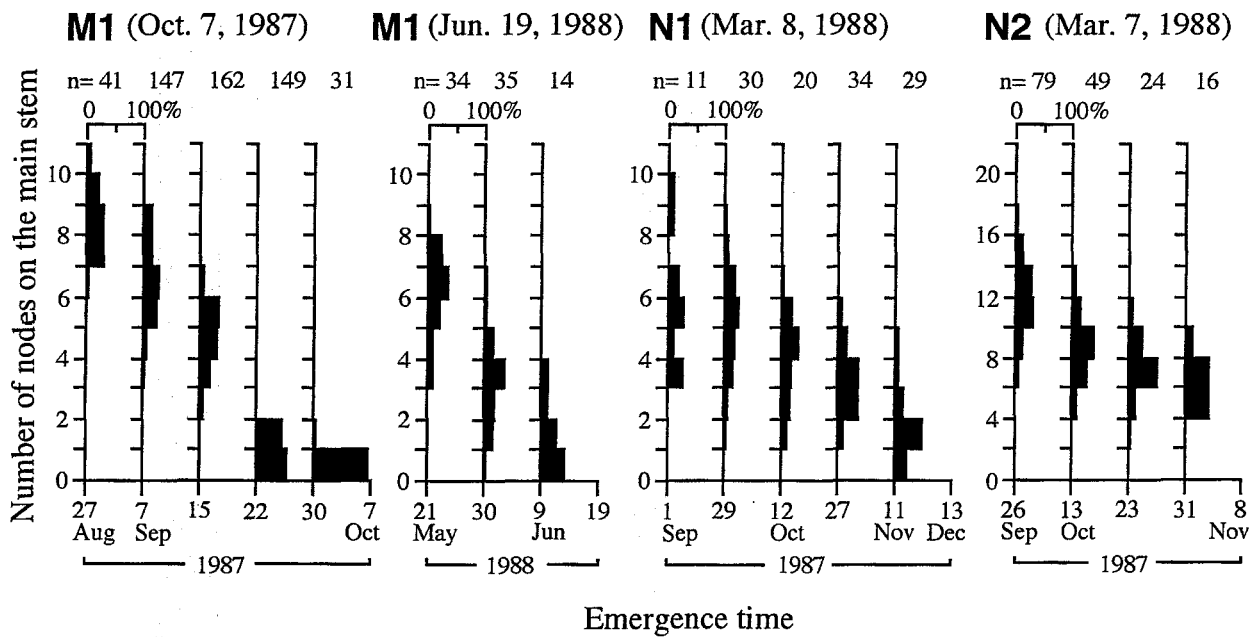 M1 (Oct. 7, 1987) M1 (Jun. 19, 1988) N1 (Mar. 8, 1988) N2 (Mar. 7, 1988)
n= 41 147 162 149 31 n= 34 35 14 n= 11 30 20 34 29 n= 79 49 24 16
0 100% 0 100% 0 100% 0 100%
Number of nodes on the main stem
10 10 10 20
8 8 8 16
6 6 6 12
4 4 4 8
2 2 2 4
0 0 0 0
27 7 15 22 30 7 21 30 9 19 1 29 12 27 11 13 26 13 23 31 8
Aug Sep Oct May Jun Sep Oct Nov Dec Sep Oct Nov
1987 1988 1987 1987
Emergence time